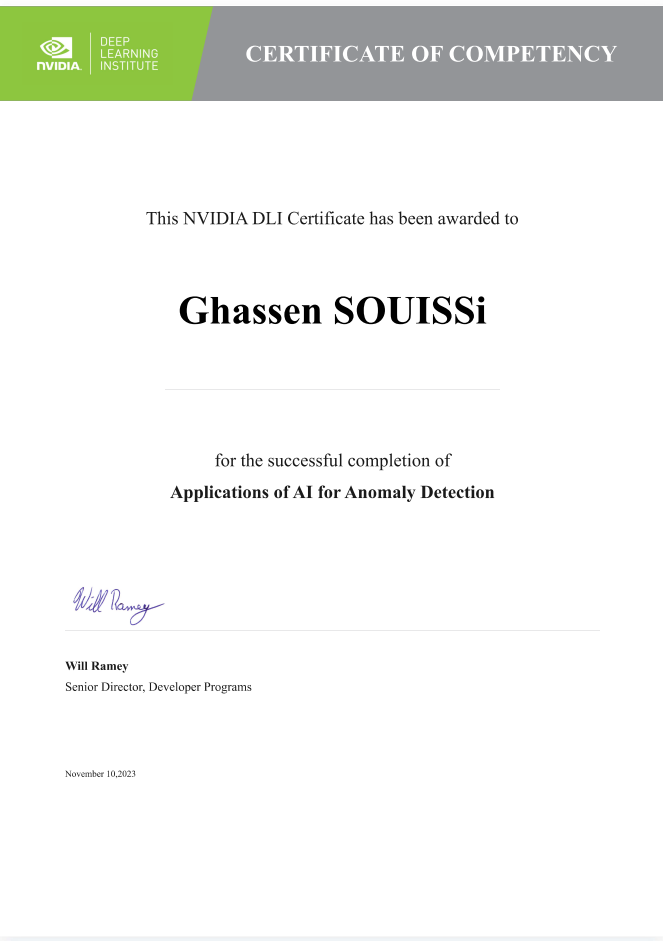 NVIDIA.
DEEP
LEARNING
INSTITUTE
CERTIFICATE OF COMPETENCY
This NVIDIA DLI Certificate has been awarded to
Ghassen SOUISSi
for the successful completion of
Applications of AI for Anomaly Detection
Will Ramey
Will Ramey
Senior Director, Developer Programs
November 10,2023